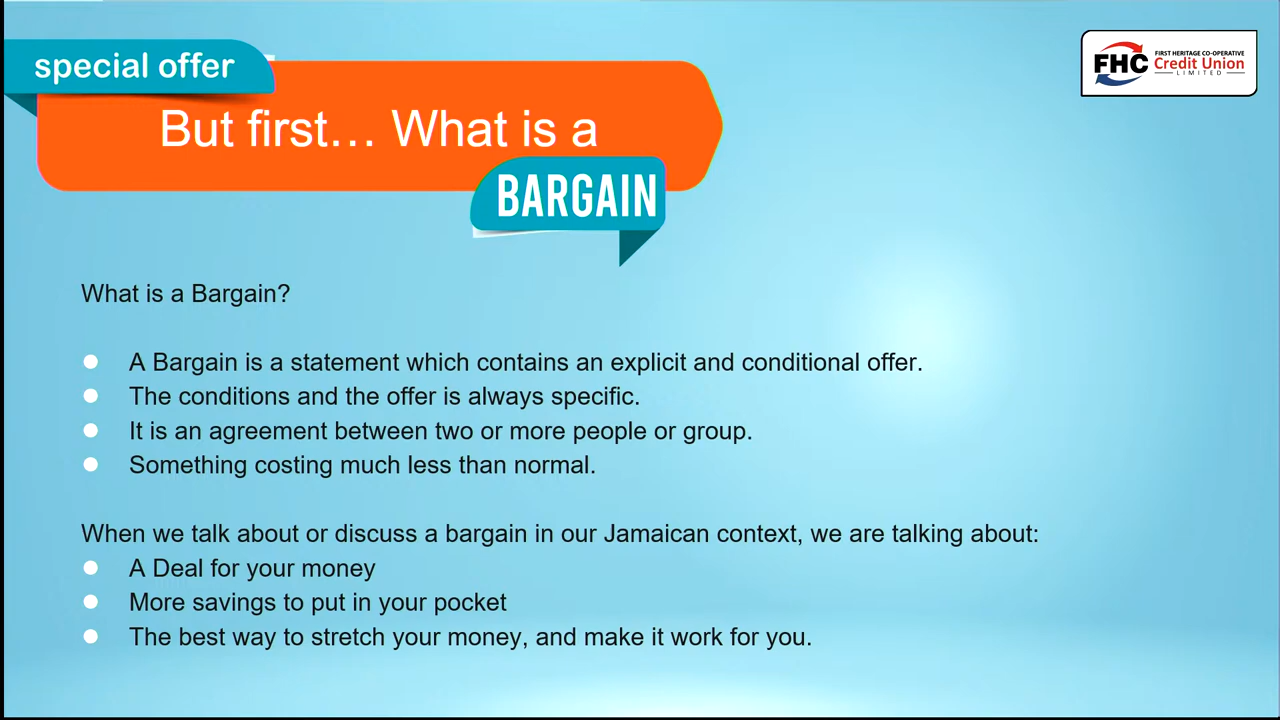 special offer
FIRST HERITAGE CO-OPERATIVE
FHC Credit Union
LIMITED
But first… What is a
BARGAIN
What is a Bargain?
A Bargain is a statement which contains an explicit and conditional offer.
The conditions and the offer is always specific.
It is an agreement between two or more people or group.
Something costing much less than normal.
When we talk about or discuss a bargain in our Jamaican context, we are talking about:
A Deal for your money
More savings to put in your pocket
The best way to stretch your money, and make it work for you.